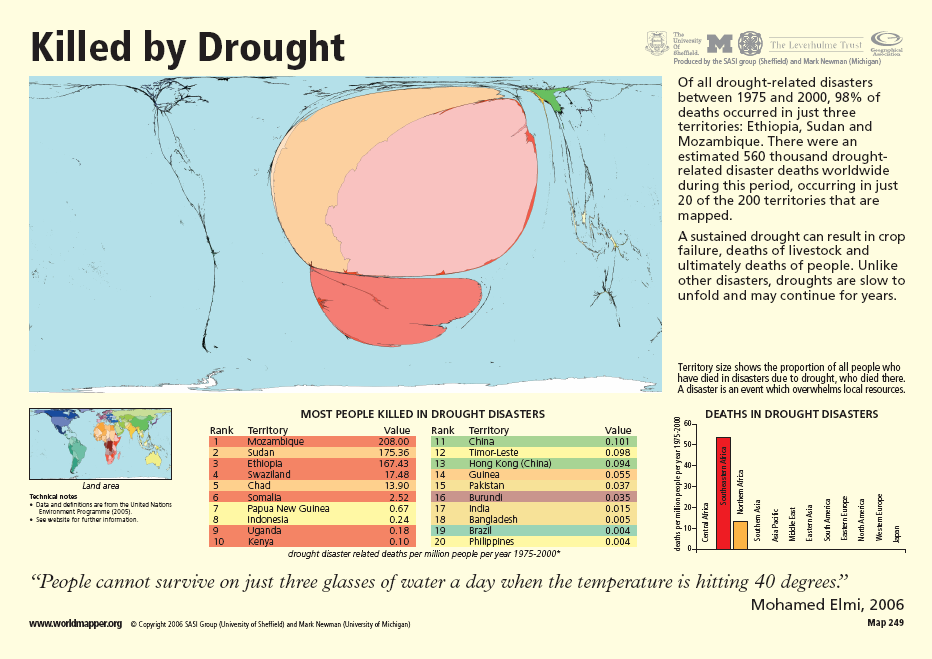 Killed by Drought
The
University
Of
Sheffield.
M
The Leverhulme Trust
Geographical
Association
Produced by the SASI group (Sheffield) and Mark Newman (Michigan)
Of all drought-related disasters
between 1975 and 2000, 98% of
deaths occurred in just three
territories: Ethiopia, Sudan and
Mozambique. There were an
estimated 560 thousand drought-
related disaster deaths worldwide
during this period, occurring in just
20 of the 200 territories that are
mapped.
A sustained drought can result in crop
failure, deaths of livestock and
ultimately deaths of people. Unlike
other disasters, droughts are slow to
unfold and may continue for years.
Territory size shows the proportion of all people who
have died in disasters due to drought, who died there.
A disaster is an event which overwhelms local resources.
Land area
Technical notes
• Data and definitions are from the United Nations
Environment Programme (2005).
• See website for further information.
MOST PEOPLE KILLED IN DROUGHT DISASTERS
Rank Territory Value
1 Mozambique 208.00
2 Sudan 175.36
3 Ethiopia 167.43
4 Swaziland 17.48
5 Chad 13.90
6 Somalia 2.52
7 Papua New Guinea 0.67
8 Indonesia 0.24
9 Uganda 0.18
10 Kenya 0.10
Rank Territory Value
11 China 0.101
12 Timor-Leste 0.098
13 Hong Kong (China) 0.094
14 Guinea 0.055
15 Pakistan 0.037
16 Burundi 0.035
17 India 0.015
18 Bangladesh 0.005
19 Brazil 0.004
20 Philippines 0.004
drought disaster related deaths per million people per year 1975-2000*
DEATHS IN DROUGHT DISASTERS
deaths per million people per year 1975-2000
60
50
40
30
20
10
0
Central Africa
Southeastern Africa
Northern Africa
Southern Asia
Asia Pacific
Middle East
Eastern Asia
South America
Eastern Europe
North America
Western Europe
Japan
“People cannot survive on just three glasses of water a day when the temperature is hitting 40 degrees.”
Mohamed Elmi, 2006
www.worldmapper.org © Copyright 2006 SASI Group (University of Sheffield) and Mark Newman (University of Michigan)
Map 249